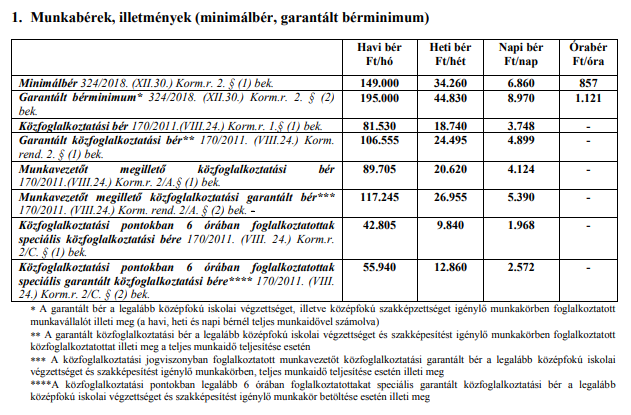 1. Munkabérek, illetmények (minimálbér, garantált bérminimum)
Havi bér Heti bér Napi bér Órabér
Ft/hó Ft/hét Ft/nap Ft/óra
Minimálbér 324/2018. (XII.30.) Korm.r. 2. § (1) bek. 149.000 34.260 6.860 857
Garantált bérminimum* 324/2018. (XII.30.) Korm.r. 2. § (2) 195.000 44.830 8.970 1.121
bek.
Közfoglalkoztatási bér 170/2011.(VIII.24.) Korm.r. 1.§ (1) bek. 81.530 18.740 3.748 -
Garantált közfoglalkoztatási bér** 170/2011. (VIII.24.) Korm. 106.555 24.495 4.899 -
rend. 2. § (1) bek.
Munkavezetőt megillető közfoglalkoztatási bér 89.705 20.620 4.124 -
170/2011.(VIII.24.) Korm.r. 2/A.§ (1) bek.
Munkavezetőt megillető közfoglalkoztatási garantált bér*** 117.245 26.955 5.390 -
170/2011. (VIII.24.) Korm. rend. 2/A. § (2) bek. -
Közfoglalkoztatási pontokban 6 órában foglalkoztatottak 42.805 9.840 1.968 -
speciális közfoglalkoztatási bére 170/2011. (VIII. 24.) Korm.r.
2/C. § (1) bek.
Közfoglalkoztatási pontokban 6 órában foglalkoztatottak 55.940 12.860 2.572 -
speciális garantált közfoglalkoztatási bére**** 170/2011. (VIII.
24.) Korm.r. 2/C. § (2) bek.
* A garantált bér a legalább középfokú iskolai végzettséget, illetve középfokú szakképzettséget igénylő munkakörben foglalkoztatott
munkavállalót illeti meg (a havi, heti és napi bérnél teljes munkaidővel számolva)
** A garantált közfoglalkoztatási bér a legalább középfokú iskolai végzettséget és szakképesítést igénylő munkakörben foglalkoztatott
közfoglalkoztatottat illeti meg a teljes munkaidő teljesítése esetén
*** A közfoglalkoztatási jogviszonyban foglalkoztatott munkavezetőt közfoglalkoztatási garantált bér a legalább középfokú iskolai
végzettséget és szakképesítést igénylő munkakörben, teljes munkaidő teljesítése esetén illeti meg
****A közfoglalkoztatási pontokban legalább 6 órában foglalkoztatottakat speciális garantált közfoglalkoztatási bér a legalább
középfokú iskolai végzettséget és szakképesítést igénylő munkakör betöltése esetén illeti meg